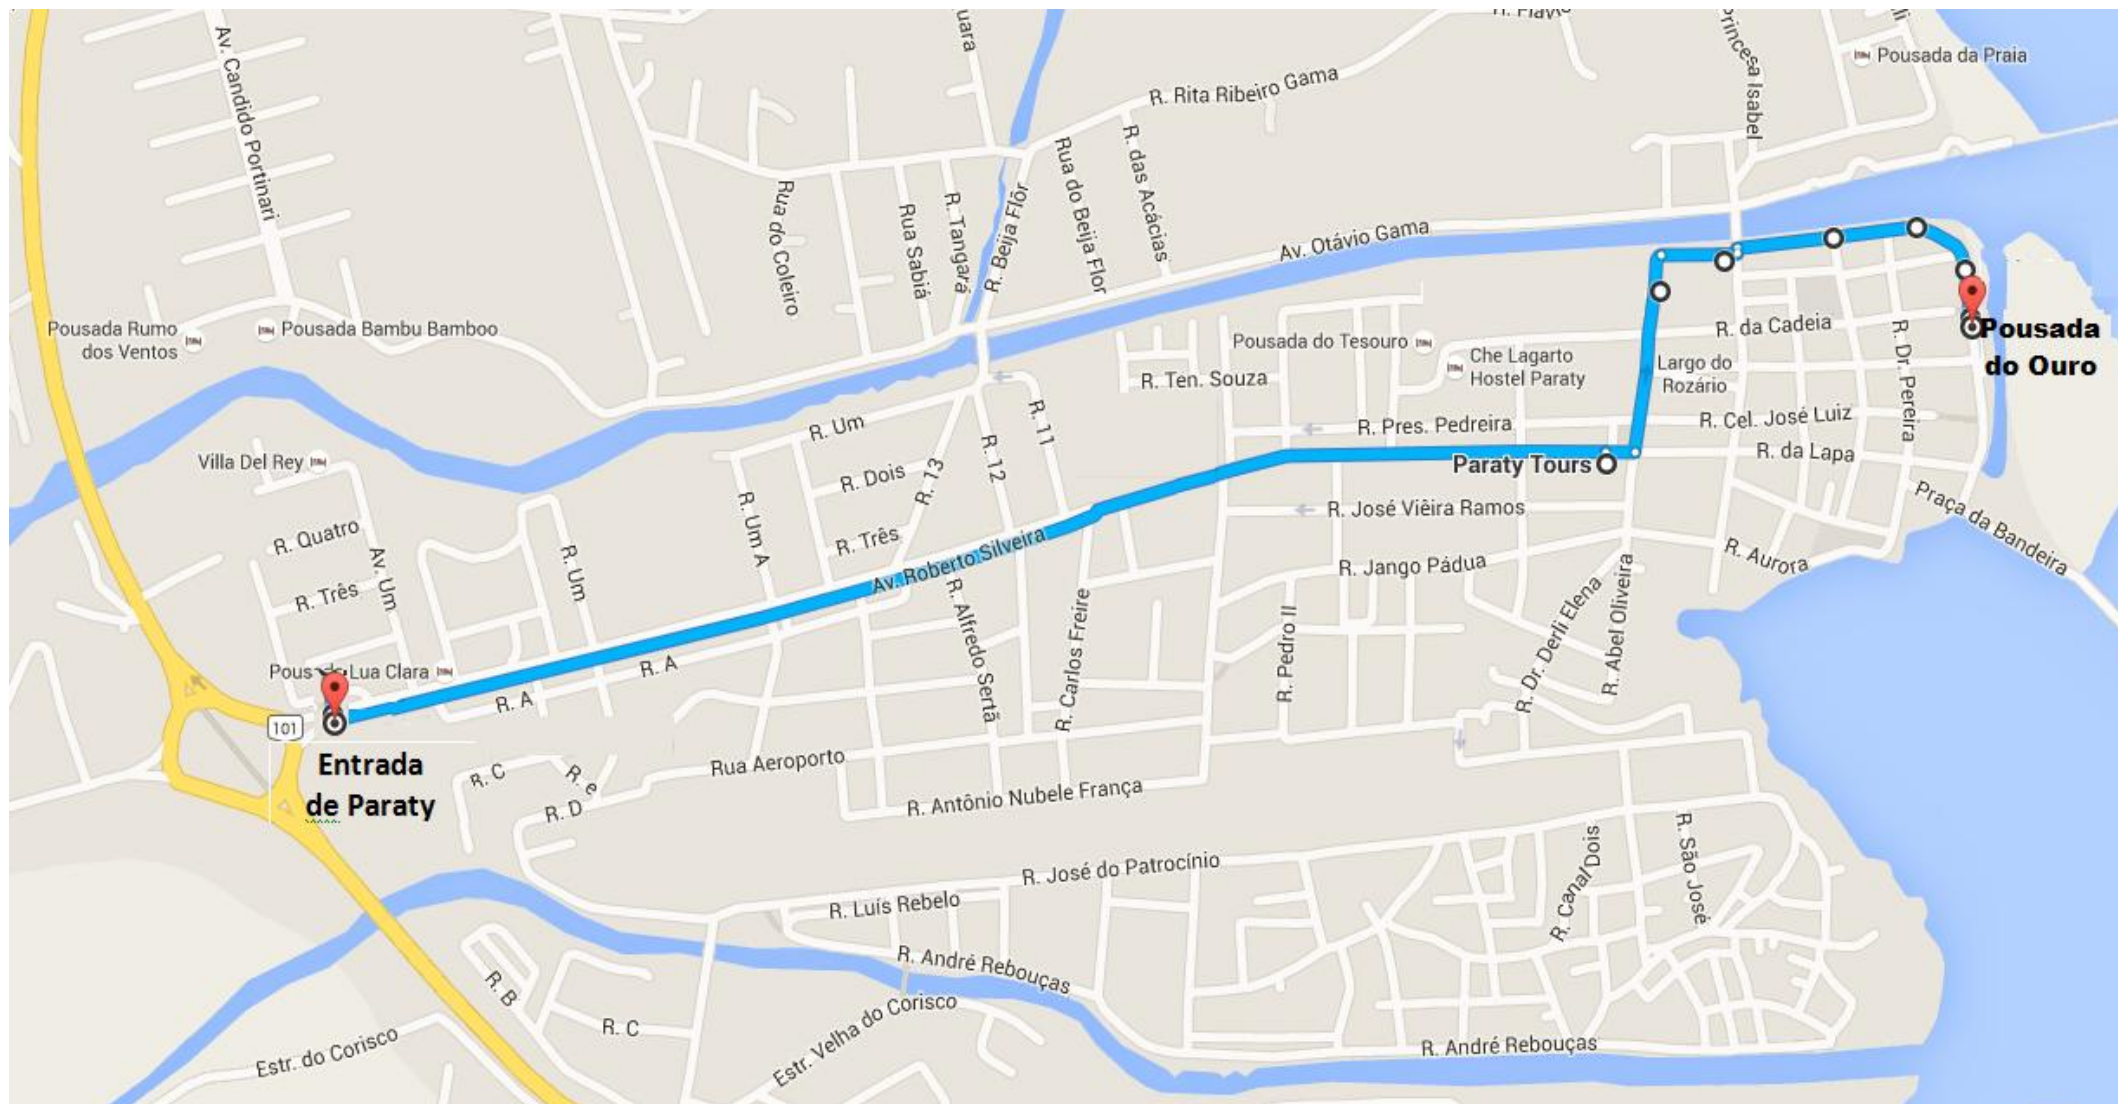 uara
R. Flávio
Princesa Isabel
Pousada da Praia
Av. Candido Portinari
R. Rita Ribeiro Gama
Rua do Beija Flor
R. das Acácias
Rua do Coleiro
Rua Sabiá
R. Tangará
R. Beija Flôr
Av. Otávio Gama
Pousada Rumo
dos Ventos
Pousada Bambu Bamboo
Pousada do Tesouro
R. da Cadeia
R. Dr. Pereira
Pousada
do Ouro
Che Lagarto
Hostel Paraty
Largo do
Rozário
R. Ten. Souza
R. Um
R. 11
R. Pres. Pedreira
R. Cel. José Luiz
R. da Lapa
Villa Del Rey
R. Dois
R. 13
R. 12
Paraty Tours
Praça da Bandeira
R. Quatro
R. Um A
R. Três
R. José Viêira Ramos
R. Aurora
R. Três
Av. Um
R. Um
Av. Roberto Silveira
R. Jango Pádua
R. Alfredo Sertã
R. Carlos Freire
R. Pedro II
R. Dr. Derli Elena
R. Abel Oliveira
Lua Clara
R. A
R. A
101
Entrada
de Paraty
R. C
R. e
R. D
Rua Aeroporto
R. Antônio Nubele França
R. José do Patrocínio
R. Canal Dois
R. São José
R. Luís Rebelo
R. André Rebouças
R. B
R. C
Estr. Velha do Corisco
Estr. do Corisco
R. André Rebouças